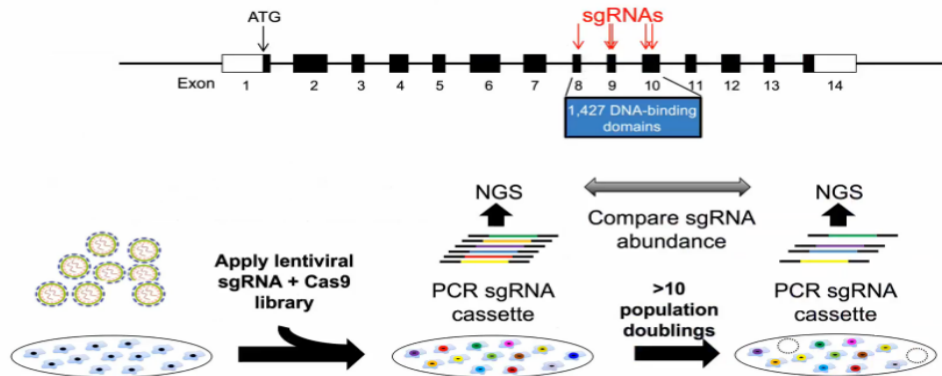 ATG
sgRNAs
Exon 1 2 3 4 5 6 7 8 9 10 11 12 13 14
1,427 DNA-binding
domains
NGS
NGS
Compare sgRNA
abundance
Apply lentiviral
sgRNA + Cas9
library
PCR sgRNA
cassette
>10
population
doublings
PCR sgRNA
cassette